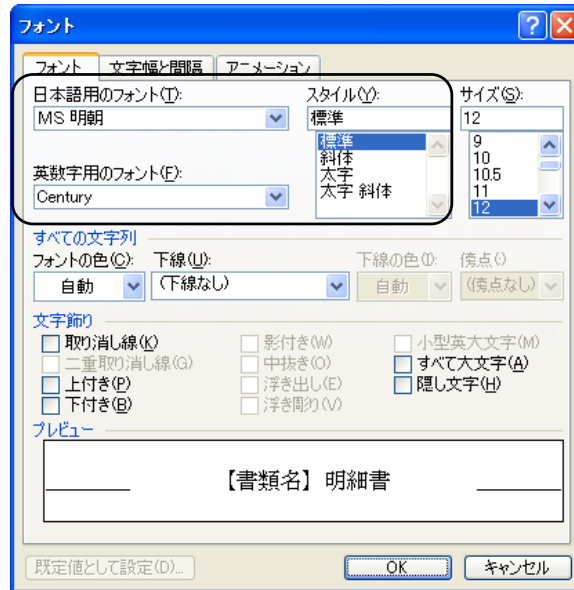 フォント
フォント 文字幅と間隔 アニメーション
日本語用のフォント(T): スタイル(Y): サイズ(S):
MS 明朝 標準 12
標準 9
斜体 10
太字 10.5
太字 斜体 11
12
英数字用のフォント(F):
Century
すべての文字列
フォントの色(C): 下線(U): 下線の色(I): 傍点(:)
自動 (下線なし) 自動 (傍点なし)
文字飾り
取り消し線(K) 影付き(W) 小型英大文字(M)
二重取り消し線(G) 中抜き(O) すべて大文字(A)
上付き(P) 浮き出し(E) 隠し文字(H)
下付き(B) 浮き彫り(V)
プレビュー
【書類名】明細書
既定値として設定(D)... OK キャンセル